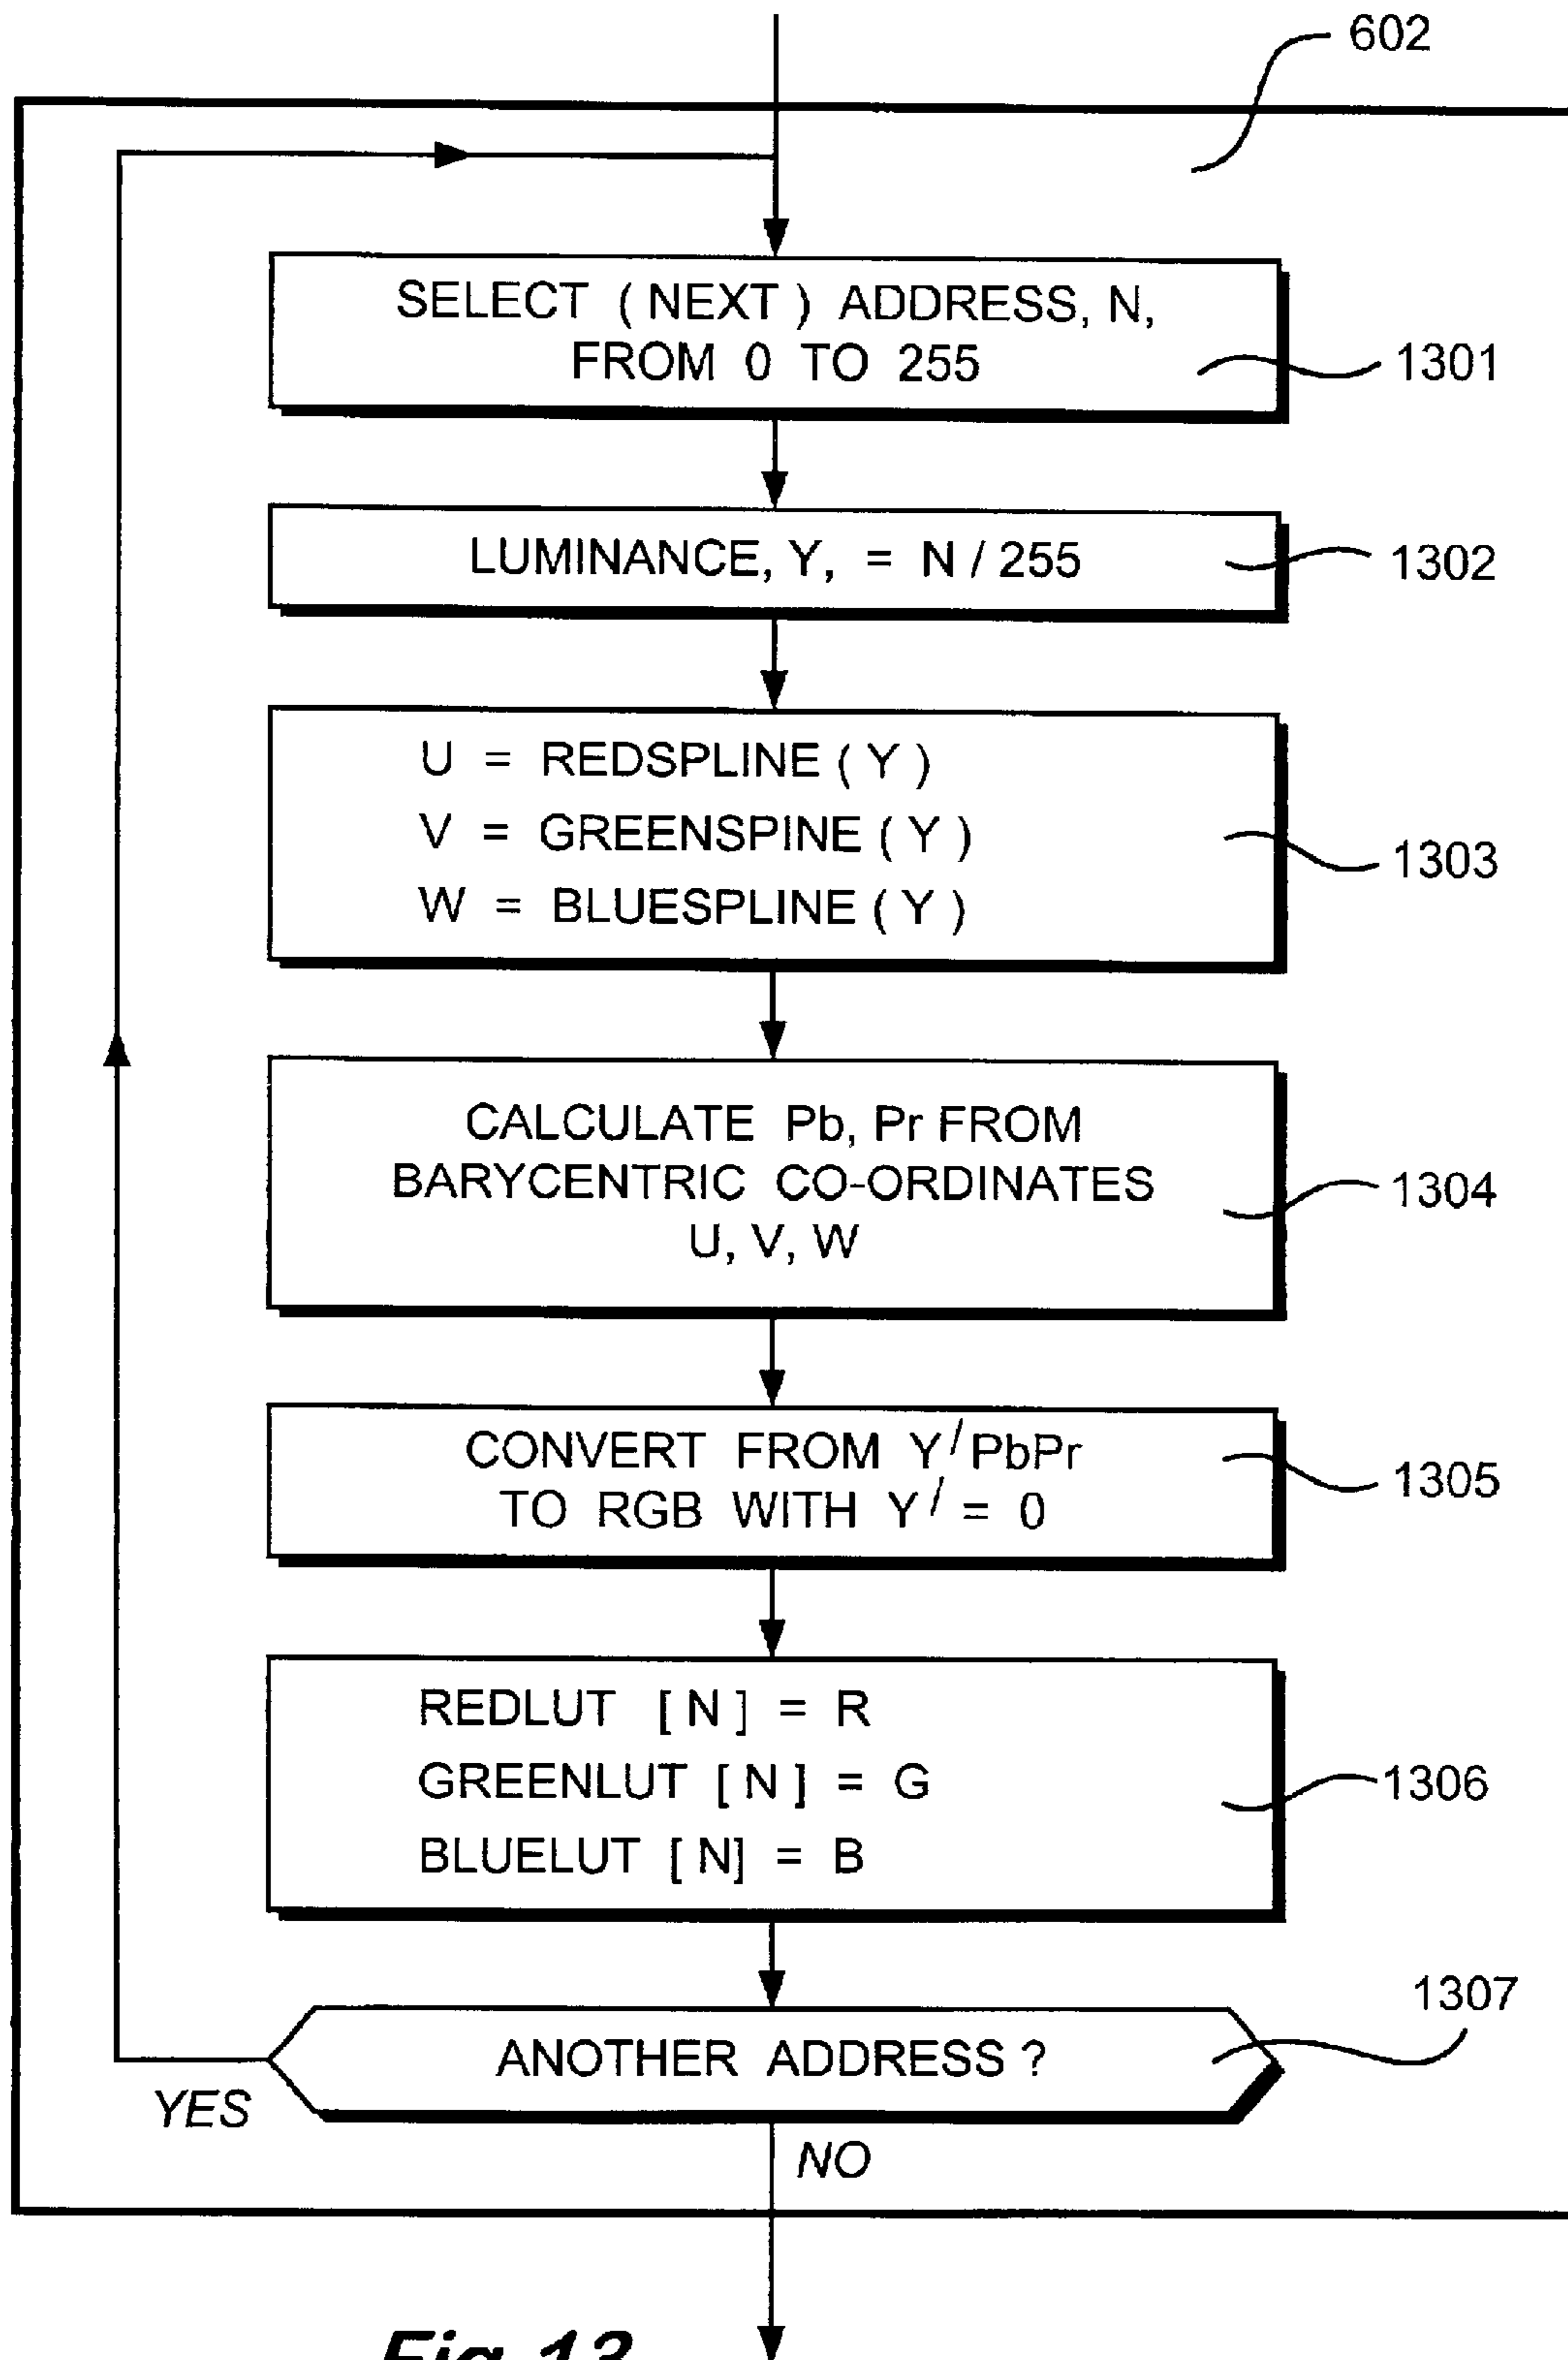 602
SELECT ( NEXT ) ADDRESS, N,
FROM 0 TO 255
1301
LUMINANCE, Y, = N / 255
1302
U = REDSPLINE ( Y )
V = GREENSPINE ( Y )
W = BLUESPLINE ( Y )
1303
CALCULATE Pb, Pr FROM
BARYCENTRIC CO-ORDINATES
U, V, W
1304
CONVERT FROM Y/PbPr
TO RGB WITH Y/ = 0
1305
REDLUT [ N ] = R
GREENLUT [ N ] = G
BLUELUT [ N] = B
1306
1307
ANOTHER ADDRESS ?
YES
NO
Fig 13